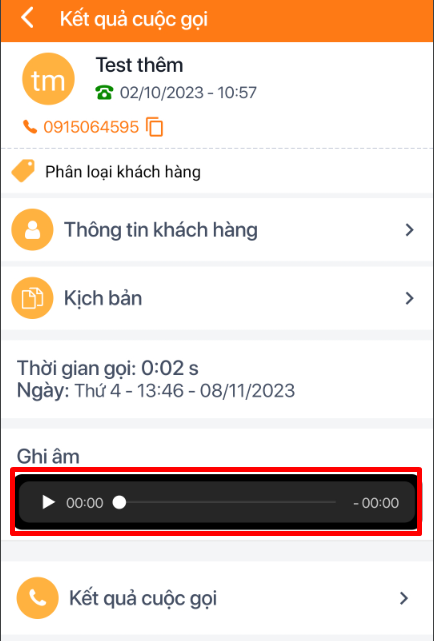 Kết quả cuộc gọi
tm
Test thêm
02/10/2023 - 10:57
0915064595
Phân loại khách hàng
Thông tin khách hàng
Kịch bản
Thời gian gọi: 0:02 s
Ngày: Thứ 4 - 13:46 - 08/11/2023
Ghi âm
00:00 - 00:00
Kết quả cuộc gọi